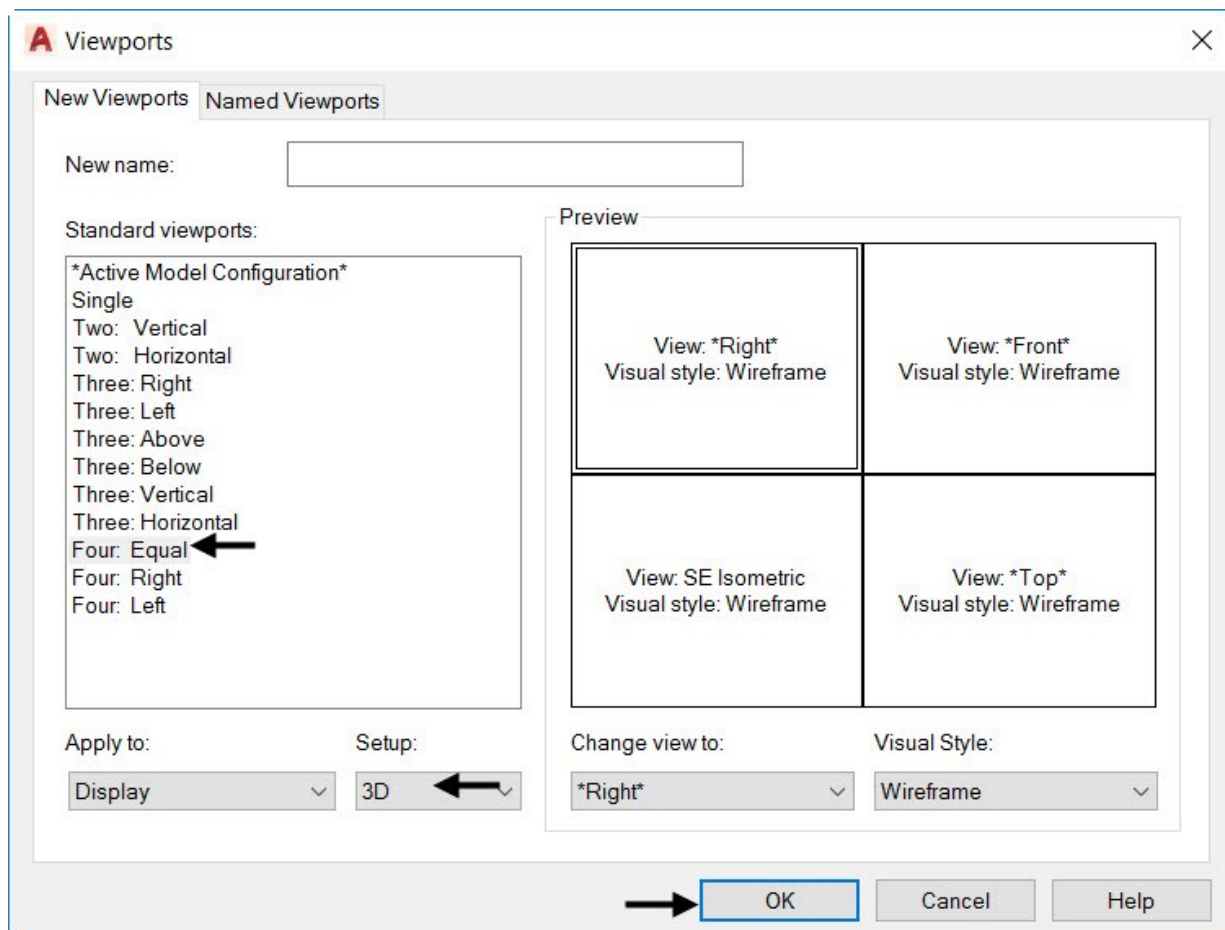 Viewports
New Viewports Named Viewports
New name:
Standard viewports:
*Active Model Configuration*
Single
Two: Vertical
Two: Horizontal
Three: Right
Three: Left
Three: Above
Three: Below
Three: Vertical
Three: Horizontal
Four: Equal
Four: Right
Four: Left
Apply to: Setup:
Display 3D
Preview
View: *Right*
Visual style: Wireframe
View: *Front*
Visual style: Wireframe
View: SE Isometric
Visual style: Wireframe
View: *Top*
Visual style: Wireframe
Change view to: Visual Style:
*Right* Wireframe
OK Cancel Help